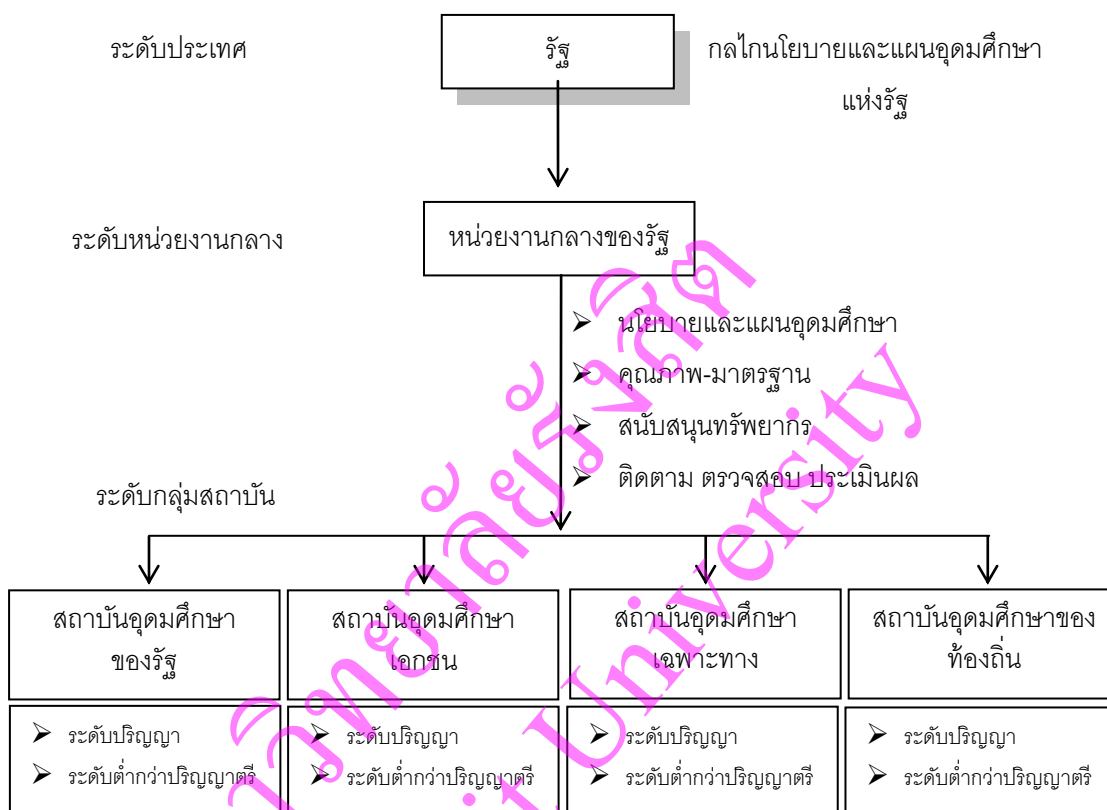 ระดับประเทศ
รัฐ
กลไกนโยบายและแผนอุดมศึกษา
แห่งรัฐ
ระดับหน่วยงานกลาง
หน่วยงานกลางของรัฐ
➢ นโยบายและแผนอุดมศึกษา
➢ คุณภาพ-มาตรฐาน
➢ สนับสนุนทรัพยากร
➢ ติดตาม ตรวจสอบ ประเมินผล
ระดับกลุ่มสถาบัน
สถาบันอุดมศึกษา
ของรัฐ
สถาบันอุดมศึกษา
เอกชน
สถาบันอุดมศึกษา
เฉพาะทาง
สถาบันอุดมศึกษาของ
ท้องถิ่น
➢ ระดับปริญญา
➢ ระดับต่ำกว่าปริญญาตรี
➢ ระดับปริญญา
➢ ระดับต่ำกว่าปริญญาตรี
➢ ระดับปริญญา
➢ ระดับต่ำกว่าปริญญาตรี
➢ ระดับปริญญา
➢ ระดับต่ำกว่าปริญญาตรี
วิทยาลัยรังสิต
University